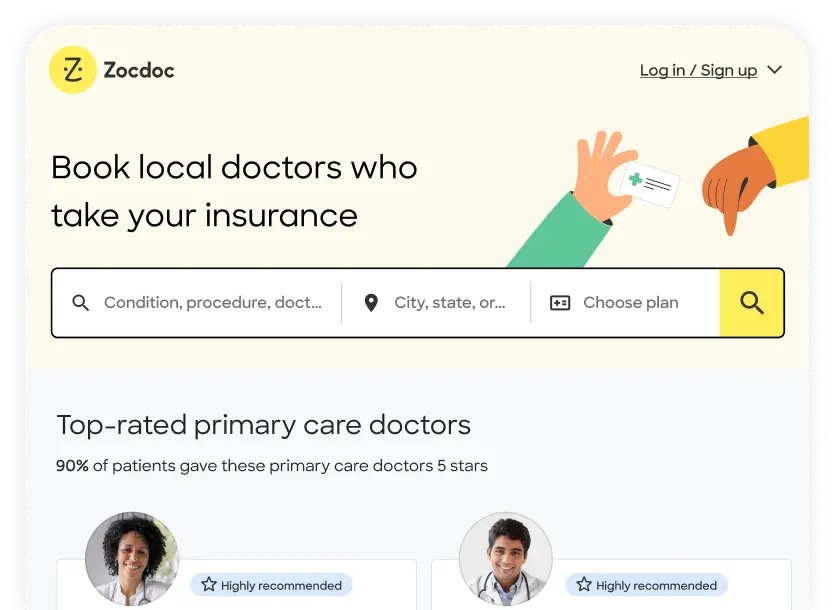 Zocdoc
Log in / Sign up
Book local doctors who
take your insurance
Condition, procedure, doct...
City, state, or...
Choose plan
Top-rated primary care doctors
90% of patients gave these primary care doctors 5 stars
Highly recommended
Highly recommended